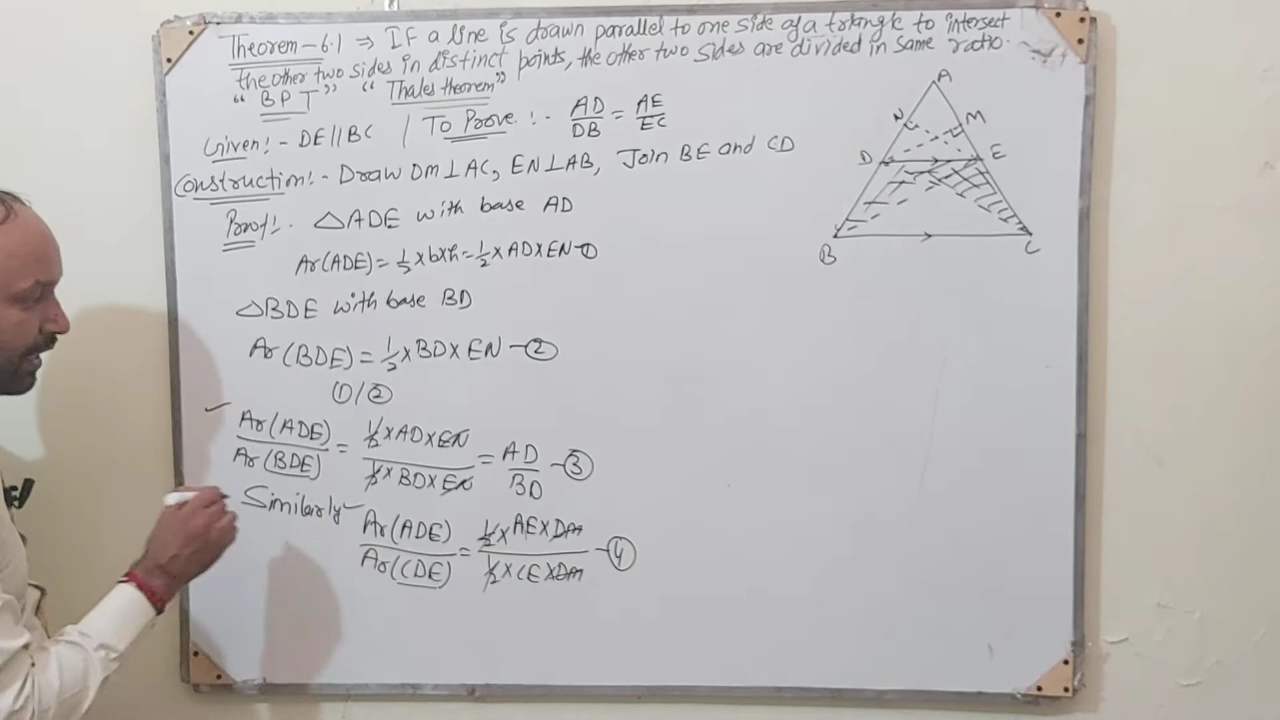 Theorem-6.1 ⇒ If a line is drawn parallel to one side of a triangle to intersect
the other two sides in distinct points, the other two sides are divided in same ratio.
"BPT" "Thales theorem"
Given:- DE||BC | To Prove:- AD/DB = AE/EC
Construction:- Draw DM⊥AC, EN⊥AB, Join BE and CD
Proof:- △ADE with base AD
Ar(ADE) = 1/2 × b×h = 1/2 × AD × EN - ①
△BDE with base BD
Ar(BDE) = 1/2 × BD × EN - ②
①/②
Ar(ADE)/Ar(BDE) = 1/2 × AD × EN / 1/2 × BD × EN = AD/BD - ③
Similarly - Ar(ADE)/Ar(CDE) = 1/2 × AE × DM / 1/2 × CE × DM - ④
A
N
M
D
E
B
C